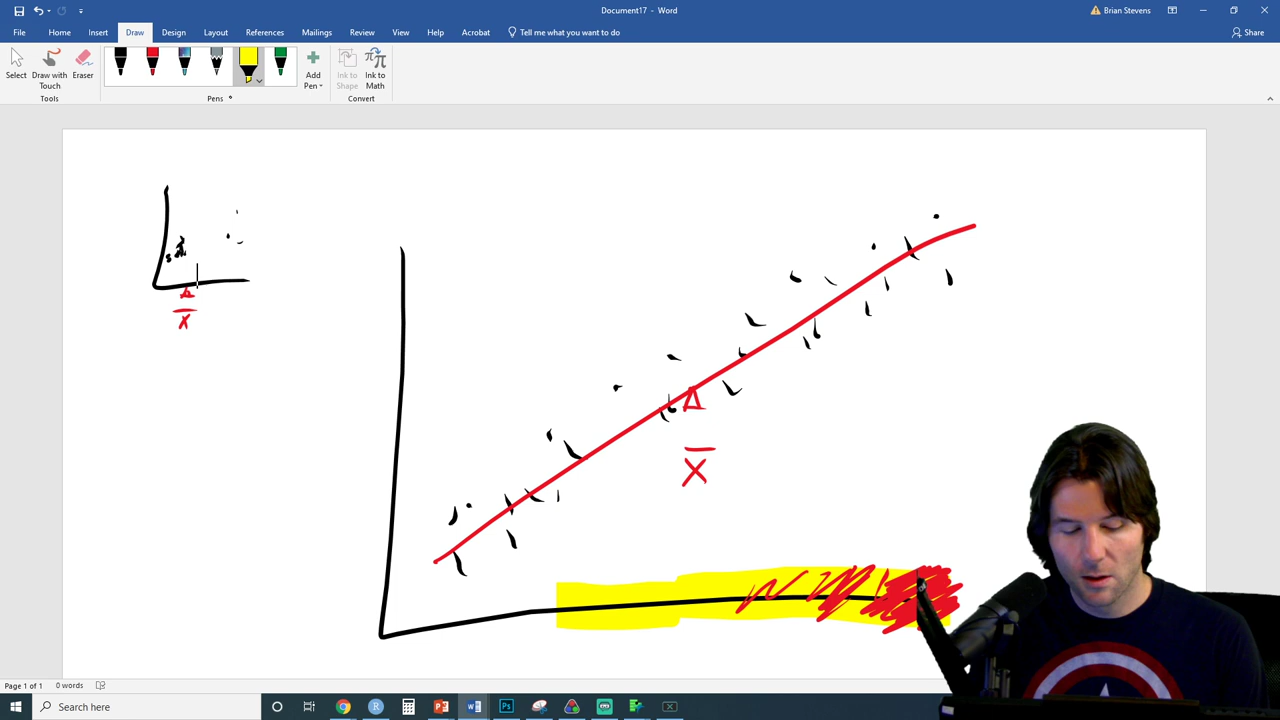 Document17 - Word
Brian Stevens
File Home Insert Draw Design Layout References Mailings Review View Help Acrobat Tell me what you want to do Share
Select Draw with Touch Eraser Add Pen Ink to Shape Ink to Math
Tools Pens Convert
X̅
X̅
Page 1 of 1 0 words
Search here